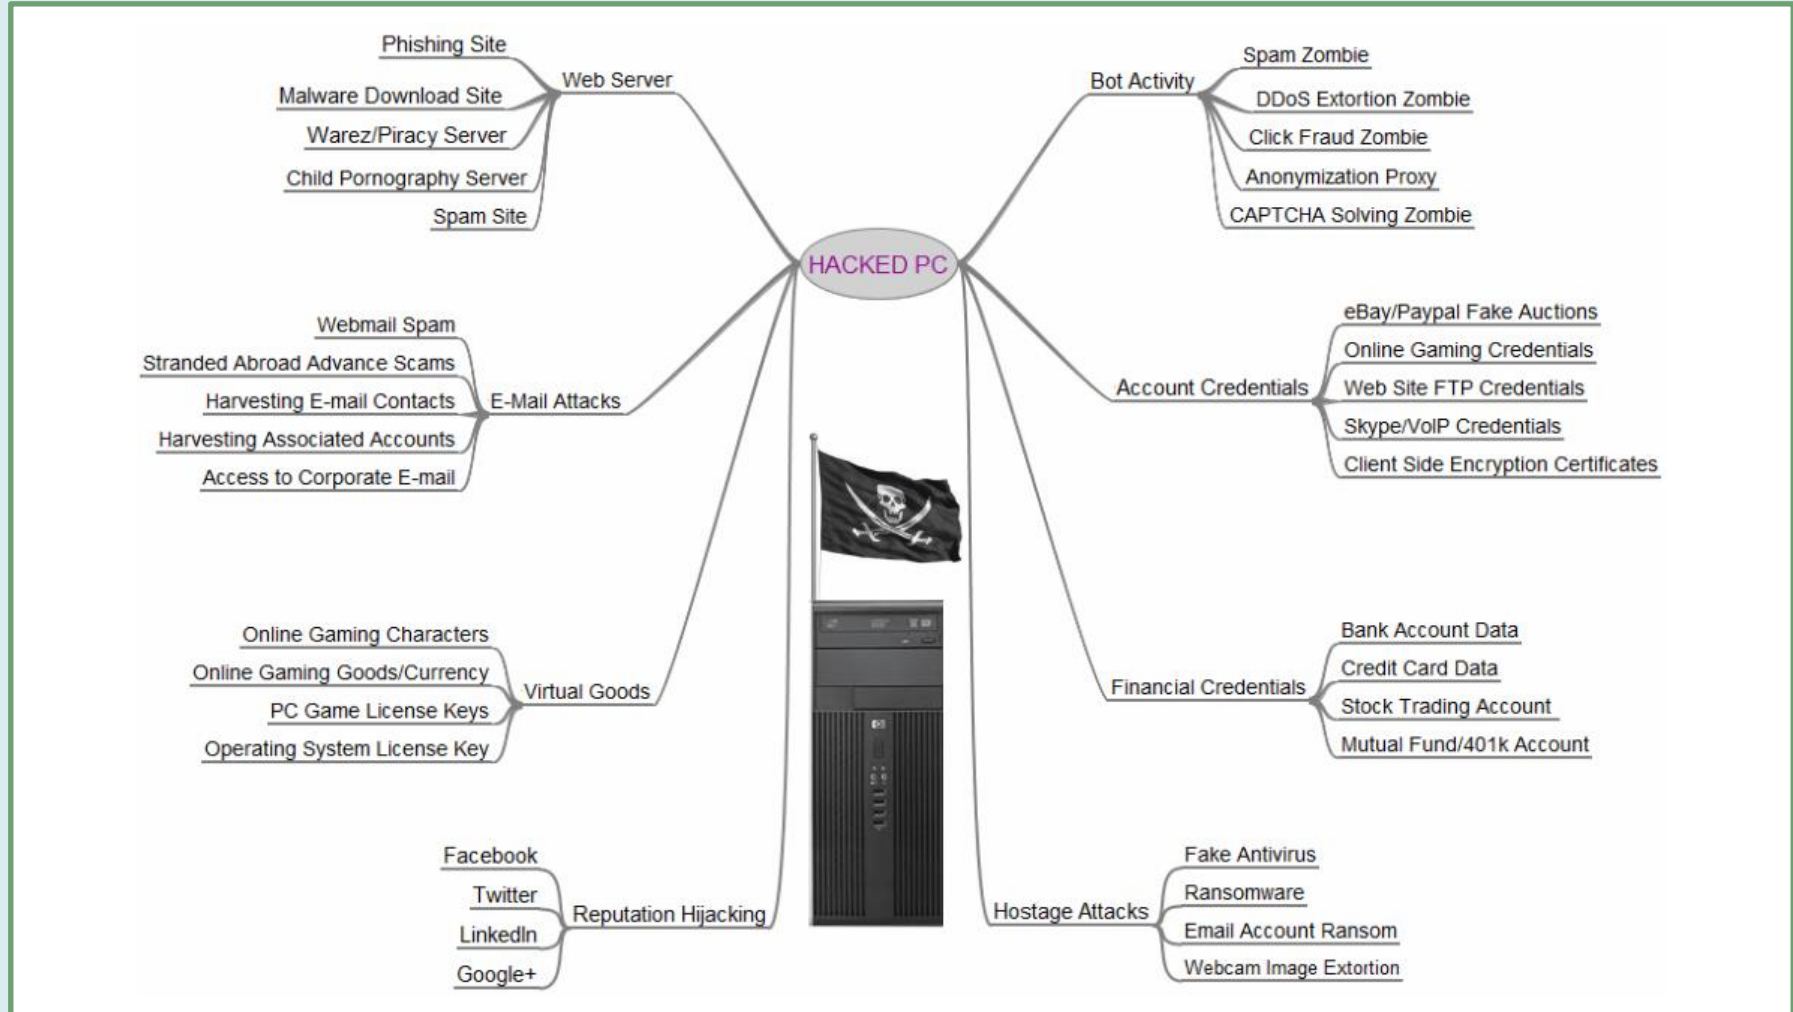 HACKED PC
Web Server
Phishing Site
Malware Download Site
Warez/Piracy Server
Child Pornography Server
Spam Site
E-Mail Attacks
Webmail Spam
Stranded Abroad Advance Scams
Harvesting E-mail Contacts
Harvesting Associated Accounts
Access to Corporate E-mail
Virtual Goods
Online Gaming Characters
Online Gaming Goods/Currency
PC Game License Keys
Operating System License Key
Reputation Hijacking
Facebook
Twitter
LinkedIn
Google+
Bot Activity
Spam Zombie
DDoS Extortion Zombie
Click Fraud Zombie
Anonymization Proxy
CAPTCHA Solving Zombie
Account Credentials
eBay/Paypal Fake Auctions
Online Gaming Credentials
Web Site FTP Credentials
Skype/VoIP Credentials
Client Side Encryption Certificates
Financial Credentials
Bank Account Data
Credit Card Data
Stock Trading Account
Mutual Fund/401k Account
Hostage Attacks
Fake Antivirus
Ransomware
Email Account Ransom
Webcam Image Extortion